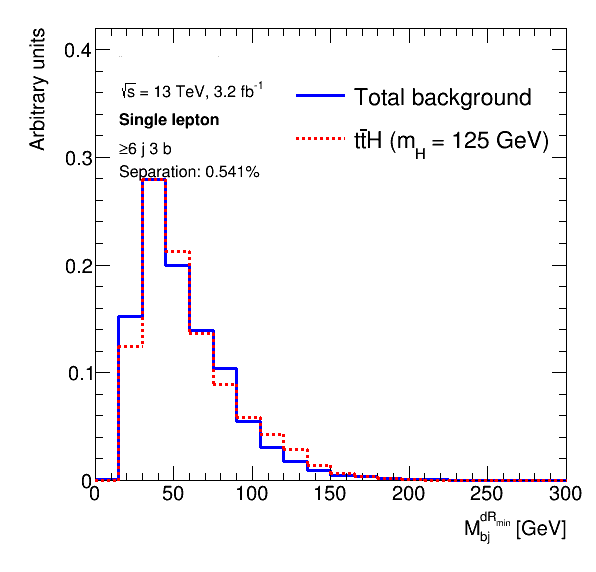 Arbitrary units
0.4
0.3
0.2
0.1
0
√s = 13 TeV, 3.2 fb⁻¹
Single lepton
≥6 j 3 b
Separation: 0.541%
Total background
tt̄H (m_H = 125 GeV)
0 50 100 150 200 250 300
M_bj^dR_min [GeV]